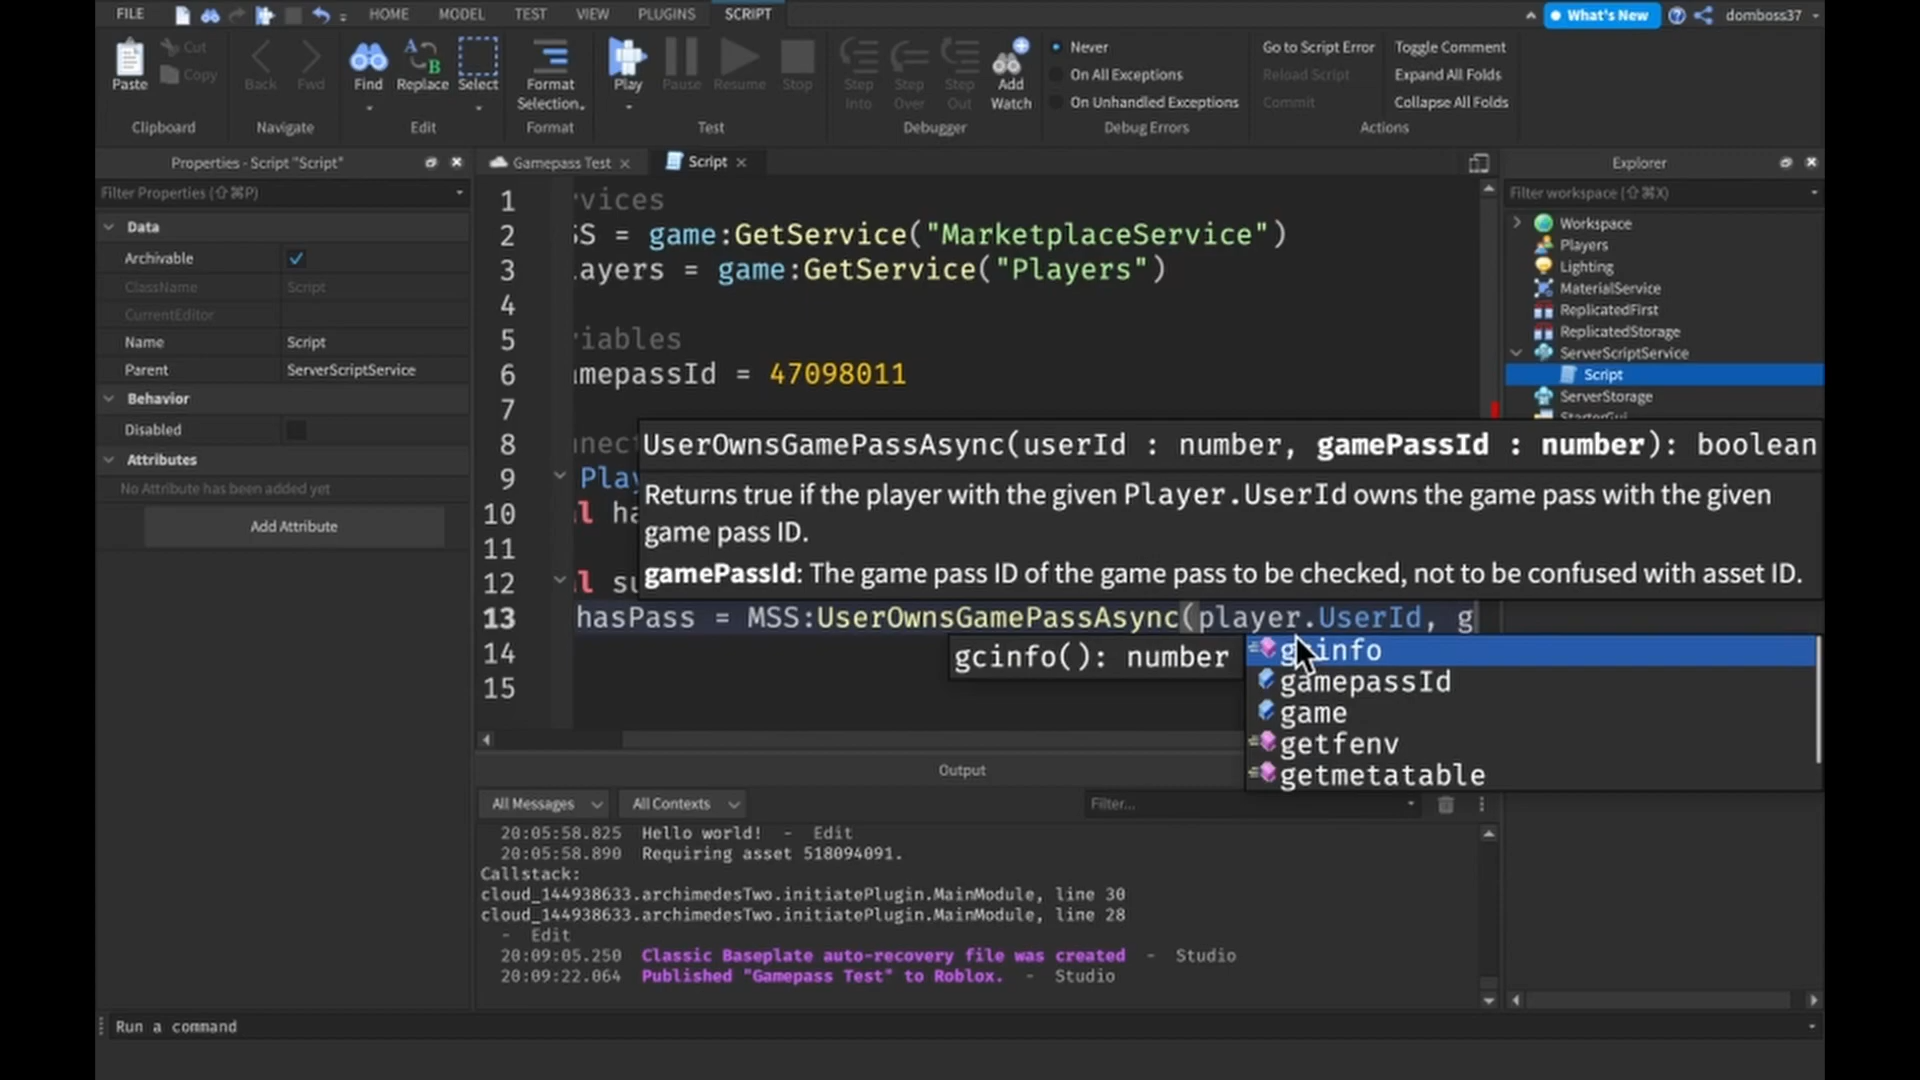 FILE HOME MODEL TEST VIEW PLUGINS SCRIPT What's New domboss37
Paste Cut Copy Back Fwd Find Replace Select Format Selection Play Pause Resume Stop Step Into Step Over Step Out Add Watch
Never
On All Exceptions
On Unhandled Exceptions
Go to Script Error
Reload Script
Commit
Toggle Comment
Expand All Folds
Collapse All Folds
Clipboard Navigate Edit Format Test Debugger Debug Errors Actions
Properties - Script "Script"
Filter Properties (⇧⌘P)
Data
Archivable
ClassName Script
CurrentEditor
Name Script
Parent ServerScriptService
Behavior
Disabled
Attributes
No Attribute has been added yet
Add Attribute
Gamepass Test Script
1 rvices
2 SS = game:GetService("MarketplaceService")
3 layers = game:GetService("Players")
4
5 riables
6 amepassId = 47098011
7
8 nnect
9 Play
10 l ha
11
12 l su
13 hasPass = MSS:UserOwnsGamePassAsync(player.UserId, g
14
15
UserOwnsGamePassAsync(userId : number, gamePassId : number): boolean
Returns true if the player with the given Player.UserId owns the game pass with the given
game pass ID.
gamePassId: The game pass ID of the game pass to be checked, not to be confused with asset ID.
gcinfo(): number
gcinfo
gamepassId
game
getfenv
getmetatable
Explorer
Filter workspace (⇧⌘X)
Workspace
Players
Lighting
MaterialService
ReplicatedFirst
ReplicatedStorage
ServerScriptService
Script
ServerStorage
StarterGui
Output
All Messages All Contexts Filter...
20:05:58.825 Hello world! - Edit
20:05:58.890 Requiring asset 518094091.
Callstack:
cloud_144938633.archimedesTwo.initiatePlugin.MainModule, line 30
cloud_144938633.archimedesTwo.initiatePlugin.MainModule, line 28
- Edit
20:09:05.250 Classic Baseplate auto-recovery file was created - Studio
20:09:22.064 Published "Gamepass Test" to Roblox. - Studio
Run a command